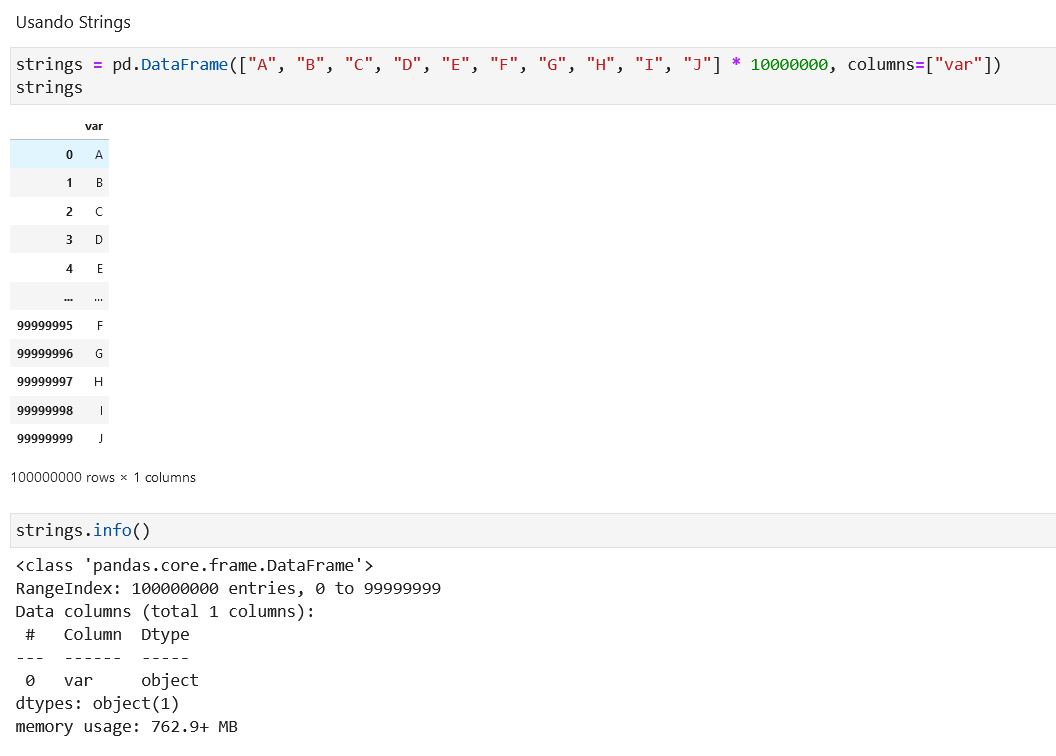 Usando Strings
strings = pd.DataFrame(["A", "B", "C", "D", "E", "F", "G", "H", "I", "J"] * 10000000, columns=["var"])
strings
var
0 A
1 B
2 C
3 D
4 E
... ...
99999995 F
99999996 G
99999997 H
99999998 I
99999999 J
100000000 rows × 1 columns
strings.info()
<class 'pandas.core.frame.DataFrame'>
RangeIndex: 100000000 entries, 0 to 99999999
Data columns (total 1 columns):
 #   Column  Dtype
---  ------  -----
 0   var     object
dtypes: object(1)
memory usage: 762.9+ MB